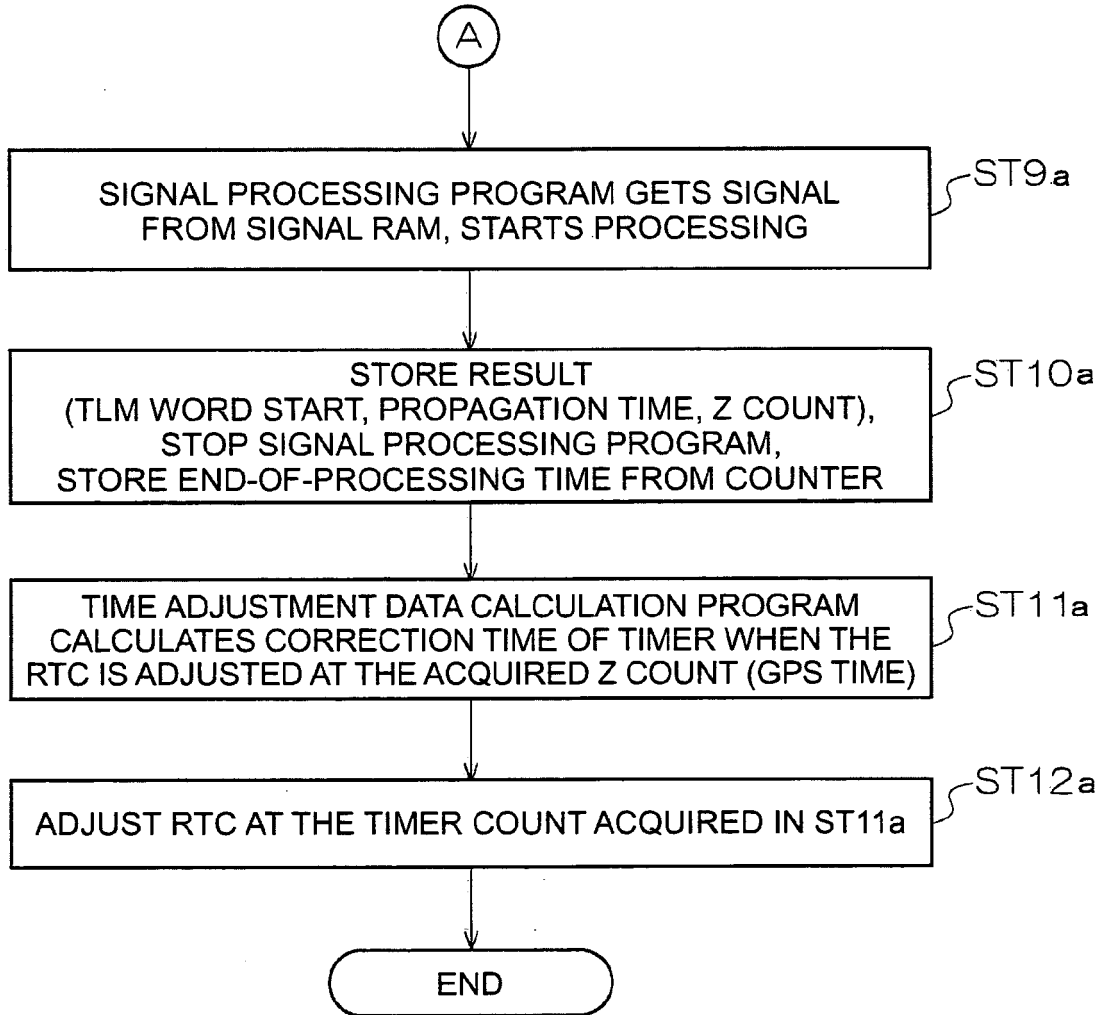 A
SIGNAL PROCESSING PROGRAM GETS SIGNAL
FROM SIGNAL RAM, STARTS PROCESSING
ST9a
STORE RESULT
(TLM WORD START, PROPAGATION TIME, Z COUNT),
STOP SIGNAL PROCESSING PROGRAM,
STORE END-OF-PROCESSING TIME FROM COUNTER
ST10a
TIME ADJUSTMENT DATA CALCULATION PROGRAM
CALCULATES CORRECTION TIME OF TIMER WHEN THE
RTC IS ADJUSTED AT THE ACQUIRED Z COUNT (GPS TIME)
ST11a
ADJUST RTC AT THE TIMER COUNT ACQUIRED IN ST11a
ST12a
END